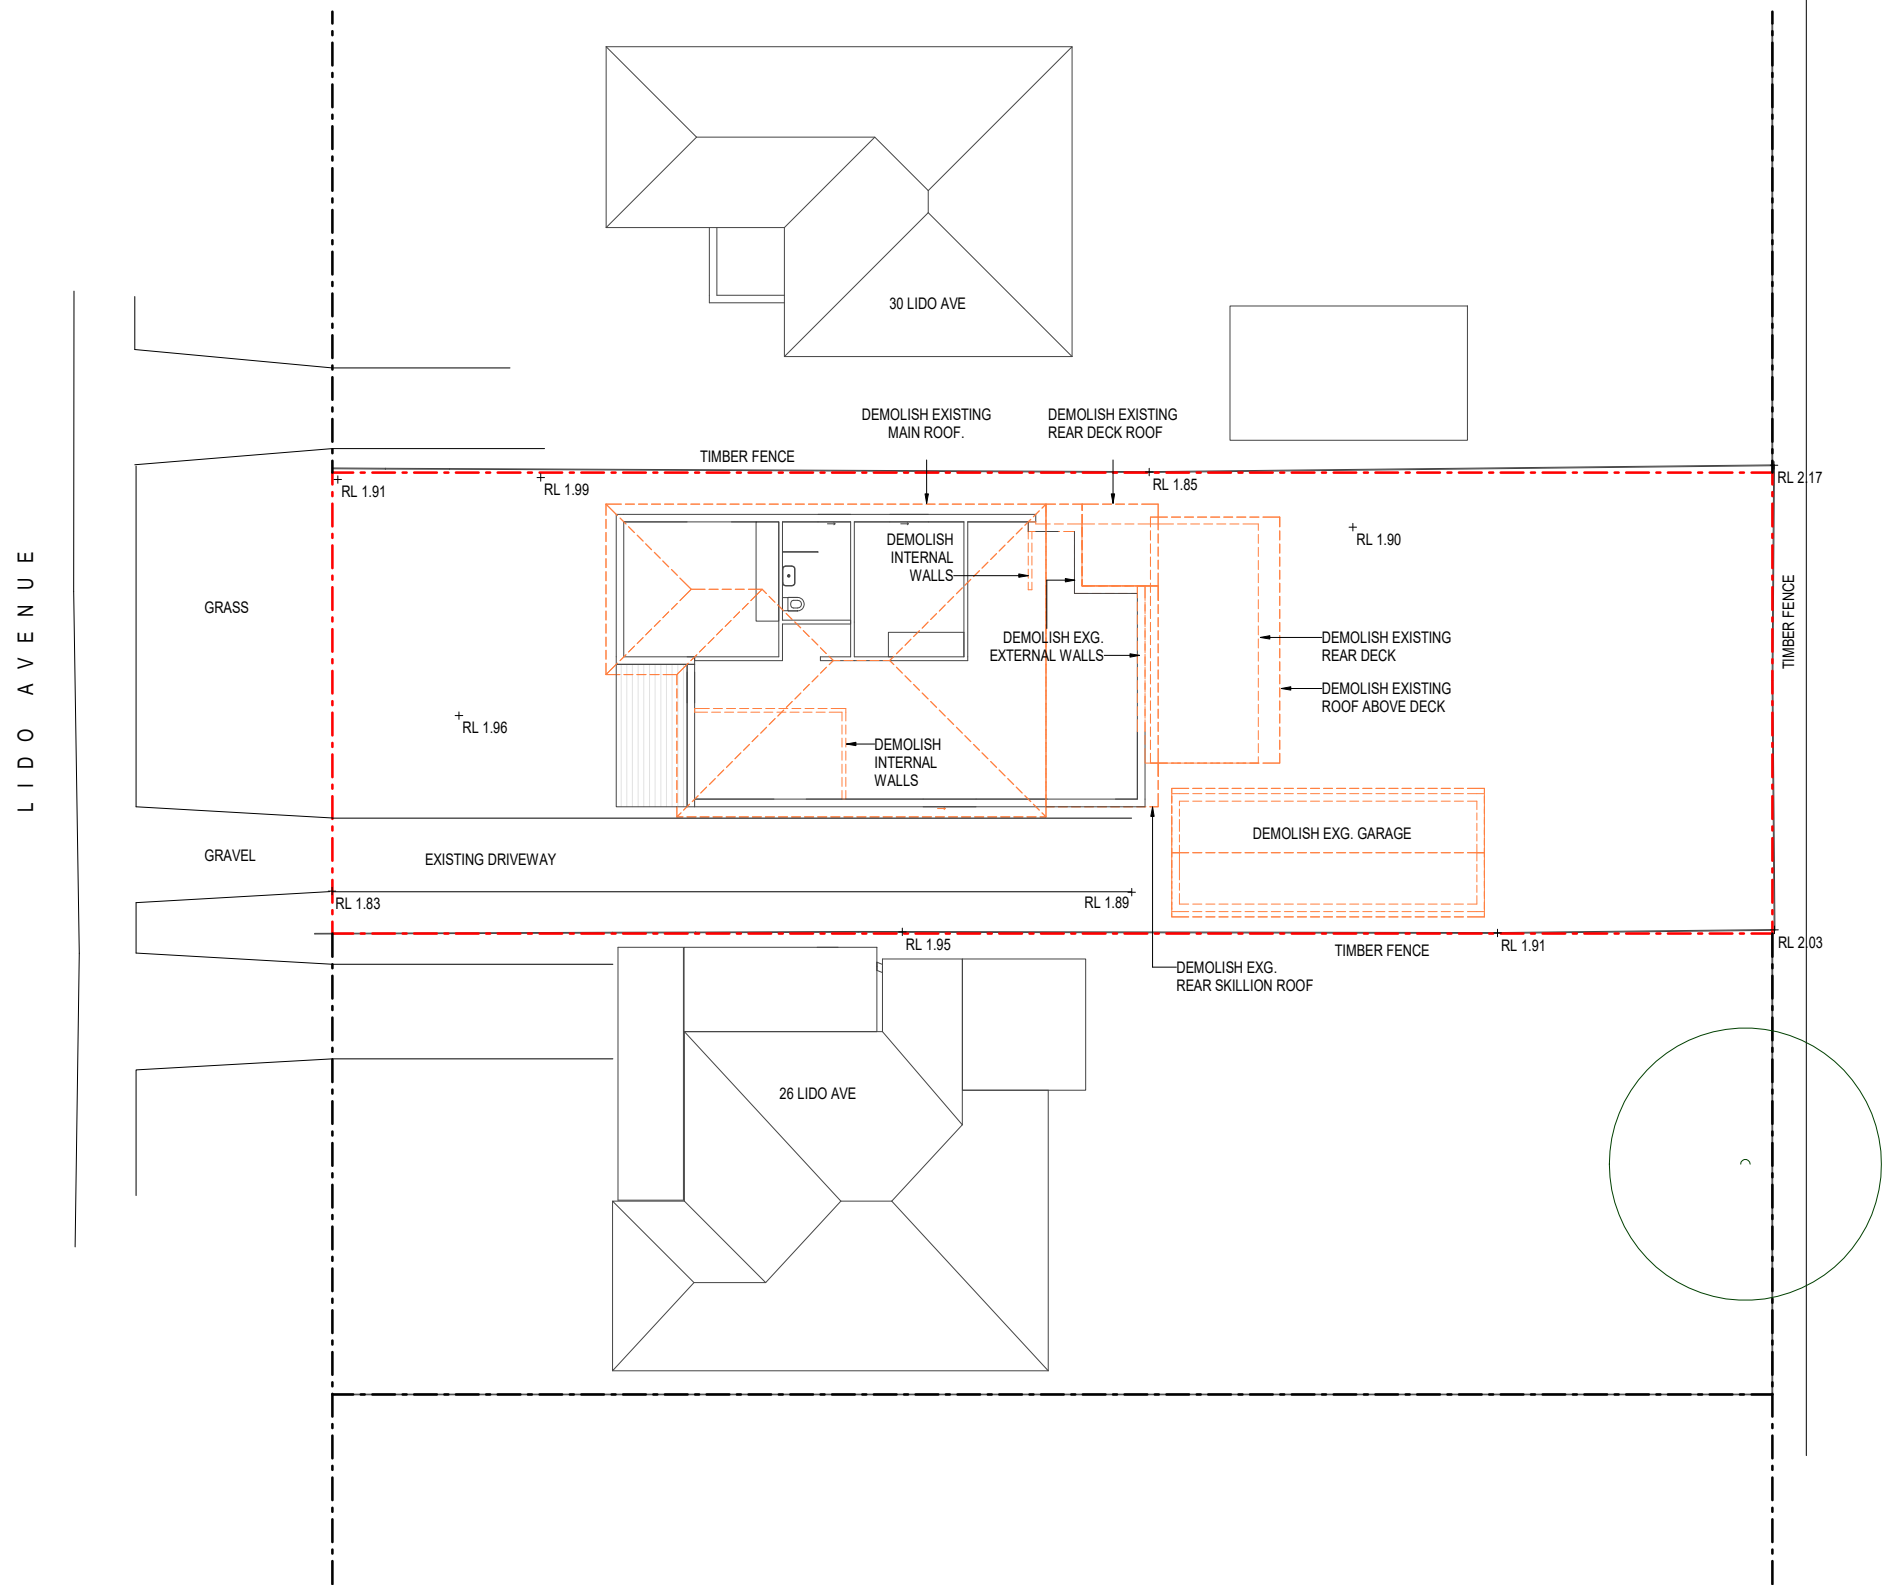 30 LIDO AVE
DEMOLISH EXISTING
MAIN ROOF.
DEMOLISH EXISTING
REAR DECK ROOF
TIMBER FENCE
RL 1.91
RL 1.99
RL 1.85
RL 2.17
RL 1.90
DEMOLISH
INTERNAL
WALLS
LIDO AVENUE
GRASS
TIMBER FENCE
DEMOLISH EXG.
EXTERNAL WALLS
DEMOLISH EXISTING
REAR DECK
DEMOLISH EXISTING
ROOF ABOVE DECK
RL 1.96
DEMOLISH
INTERNAL
WALLS
DEMOLISH EXG. GARAGE
GRAVEL
EXISTING DRIVEWAY
RL 1.83
RL 1.89
RL 1.95
TIMBER FENCE
RL 1.91
RL 2.03
DEMOLISH EXG.
REAR SKILLION ROOF
26 LIDO AVE